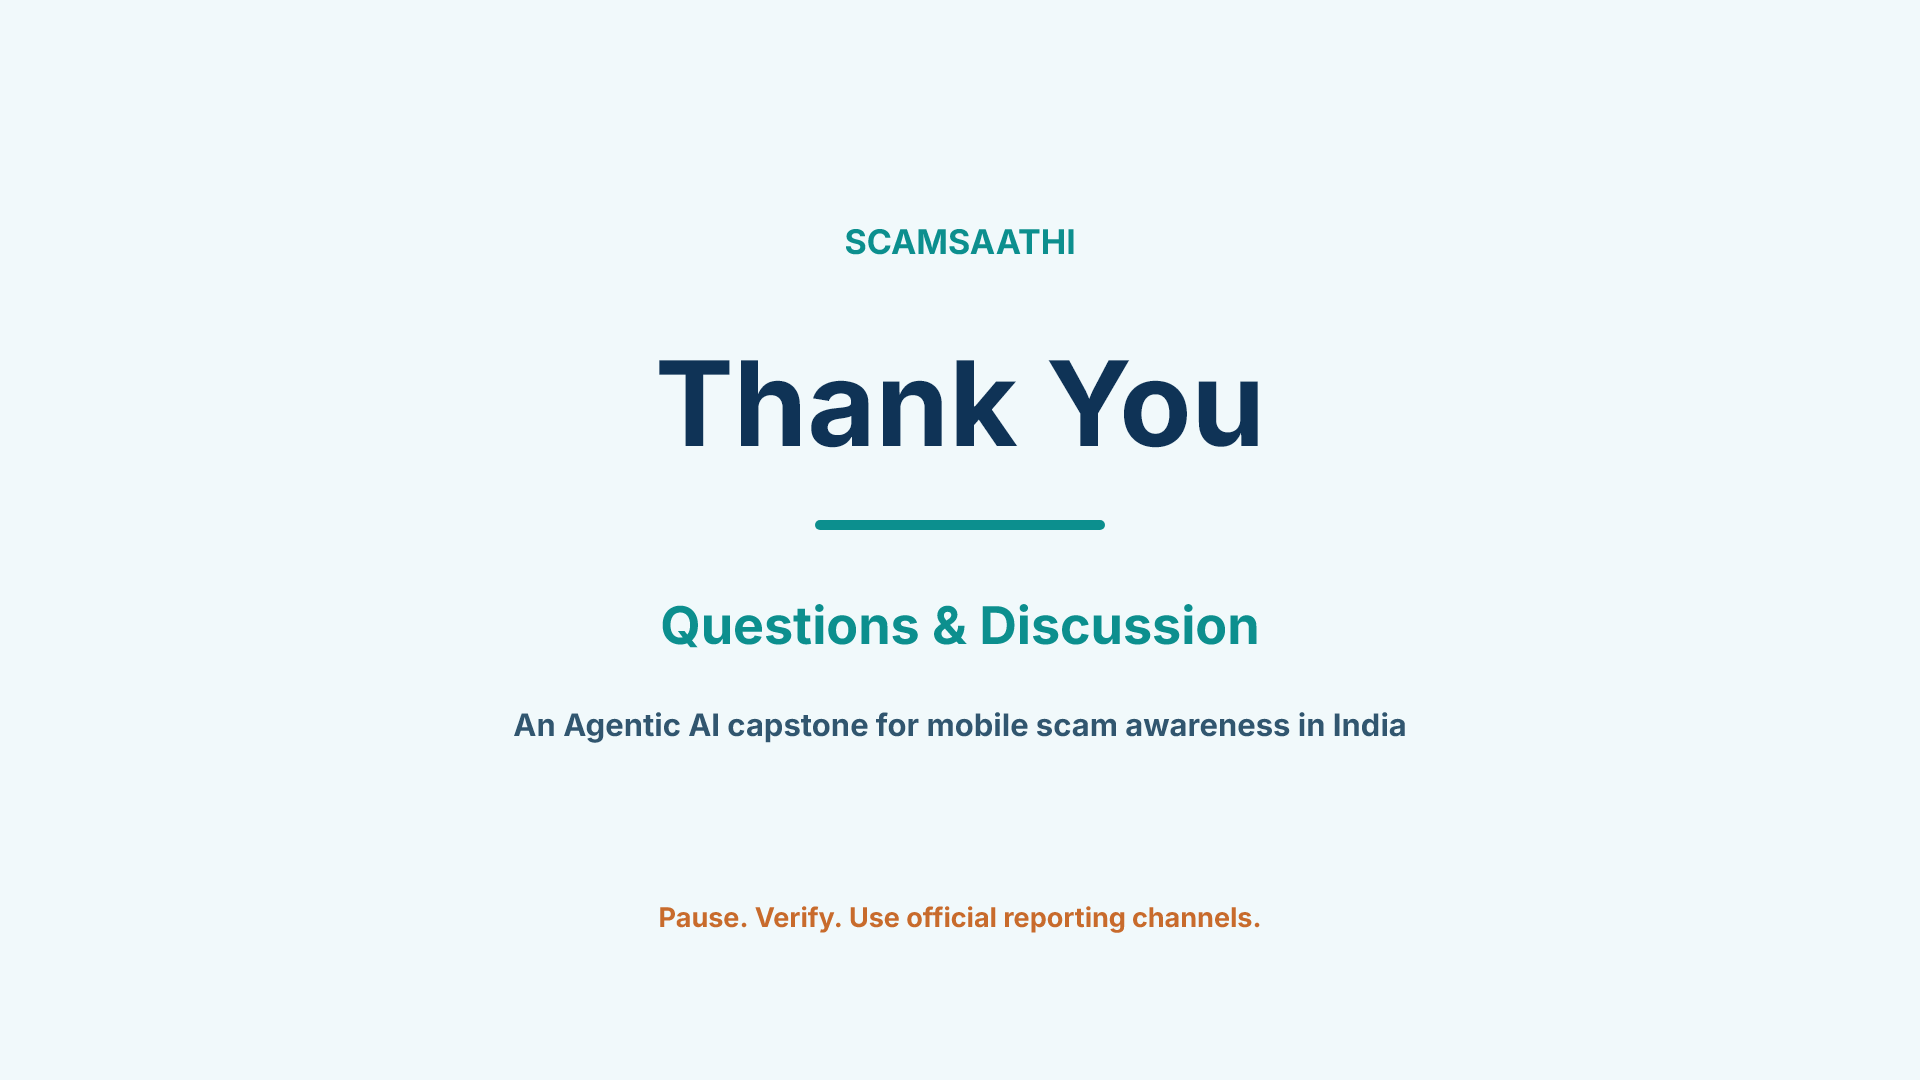 SCAMSAATHI
Thank You
Questions & Discussion
An Agentic AI capstone for mobile scam awareness in India
Pause. Verify. Use official reporting channels.